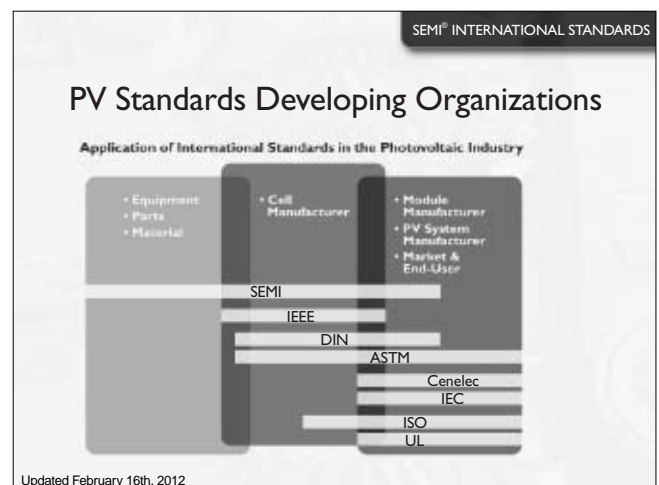 SEMI® INTERNATIONAL STANDARDS
PV Standards Developing Organizations
Application of International Standards in the Photovoltaic Industry
• Equipment
• Parts
• Material
• Cell
Manufacturer
• Module
Manufacturer
• PV System
Manufacturer
• Market &
End-User
SEMI
IEEE
DIN
ASTM
Cenelec
IEC
ISO
UL
Updated February 16th, 2012